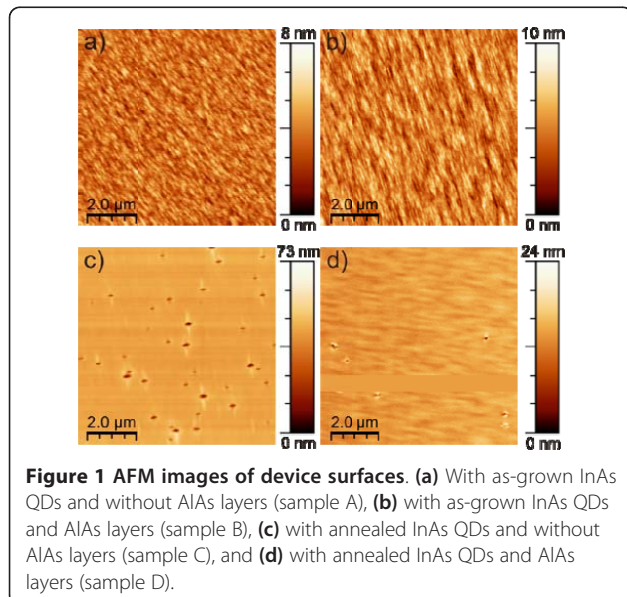 a)
8 nm
2.0 µm
0 nm
b)
10 nm
2.0 µm
0 nm
c)
73 nm
2.0 µm
0 nm
d)
24 nm
2.0 µm
0 nm
Figure 1 AFM images of device surfaces. (a) With as-grown InAs
QDs and without AlAs layers (sample A), (b) with as-grown InAs QDs
and AlAs layers (sample B), (c) with annealed InAs QDs and without
AlAs layers (sample C), and (d) with annealed InAs QDs and AlAs
layers (sample D).